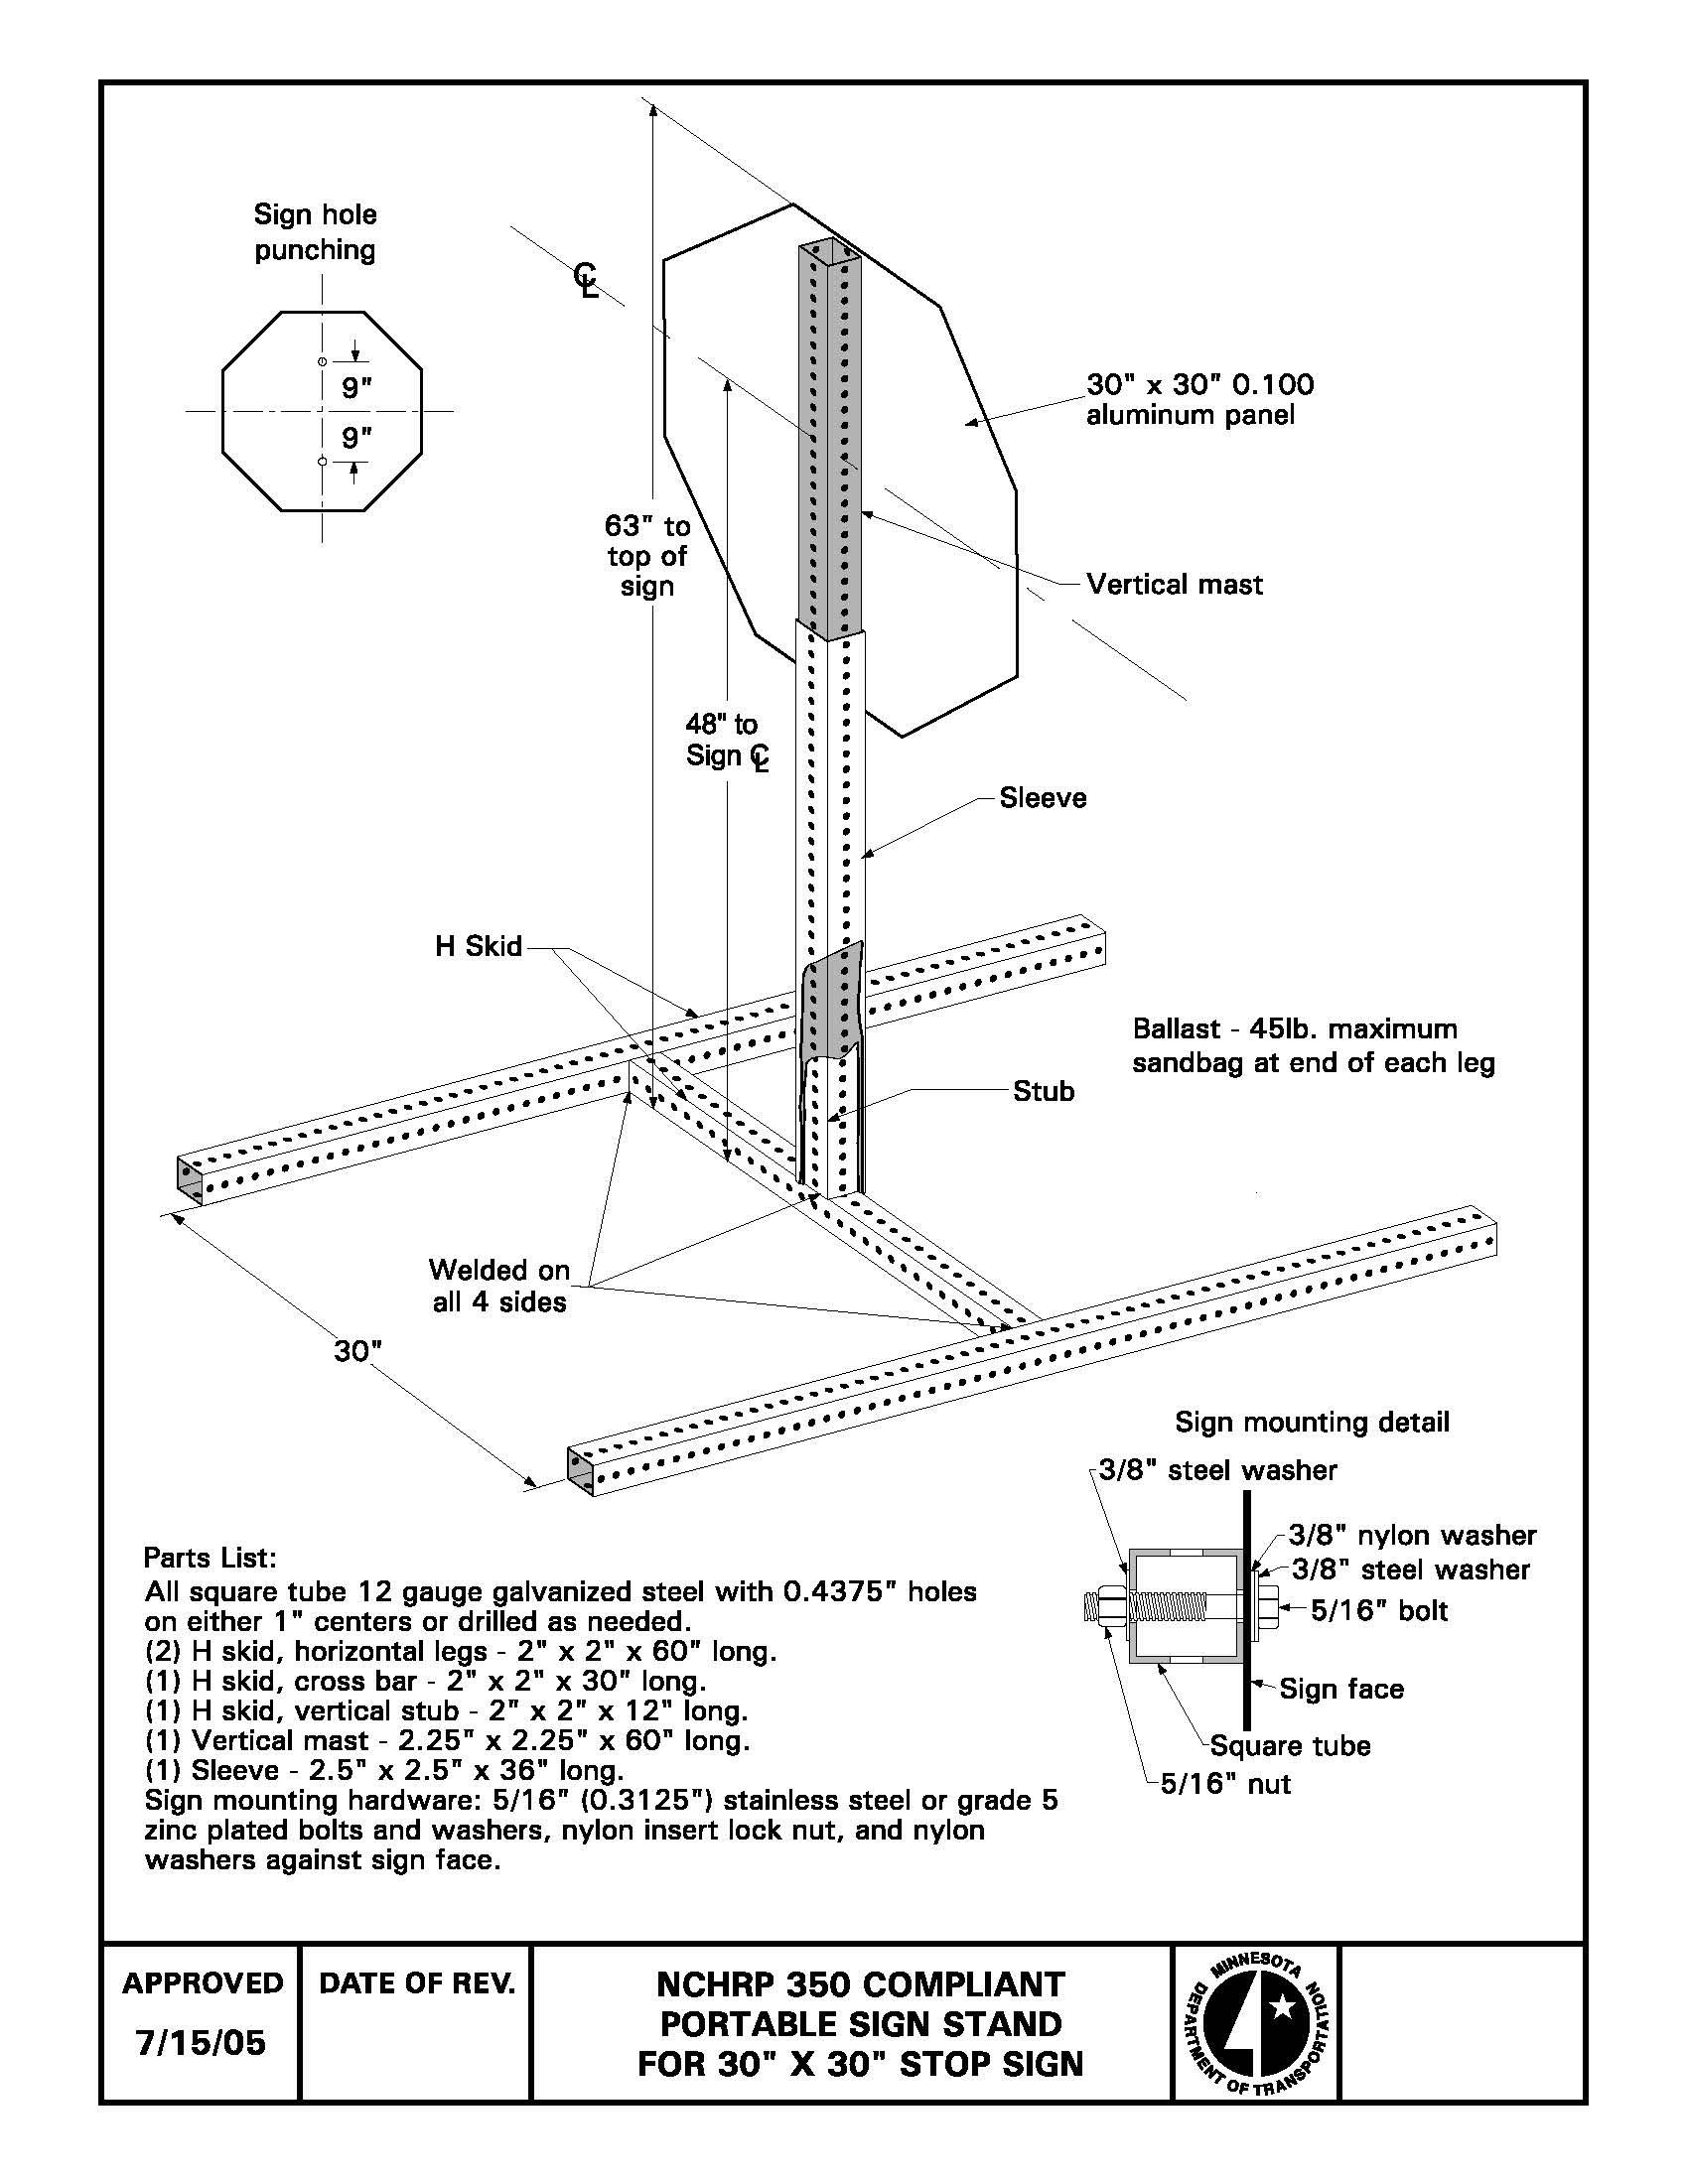 Sign hole
punching
9"
9"
CL
30" x 30" 0.100
aluminum panel
63" to
top of
sign
Vertical mast
48" to
Sign CL
Sleeve
H Skid
Ballast - 45lb. maximum
sandbag at end of each leg
Stub
Welded on
all 4 sides
30"
Sign mounting detail
3/8" steel washer
3/8" nylon washer
3/8" steel washer
5/16" bolt
Sign face
Square tube
5/16" nut
Parts List:
All square tube 12 gauge galvanized steel with 0.4375" holes
on either 1" centers or drilled as needed.
(2) H skid, horizontal legs - 2" x 2" x 60" long.
(1) H skid, cross bar - 2" x 2" x 30" long.
(1) H skid, vertical stub - 2" x 2" x 12" long.
(1) Vertical mast - 2.25" x 2.25" x 60" long.
(1) Sleeve - 2.5" x 2.5" x 36" long.
Sign mounting hardware: 5/16" (0.3125") stainless steel or grade 5
zinc plated bolts and washers, nylon insert lock nut, and nylon
washers against sign face.
APPROVED
7/15/05
DATE OF REV.
NCHRP 350 COMPLIANT
PORTABLE SIGN STAND
FOR 30" X 30" STOP SIGN
MINNESOTA
DEPARTMENT OF TRANSPORTATION